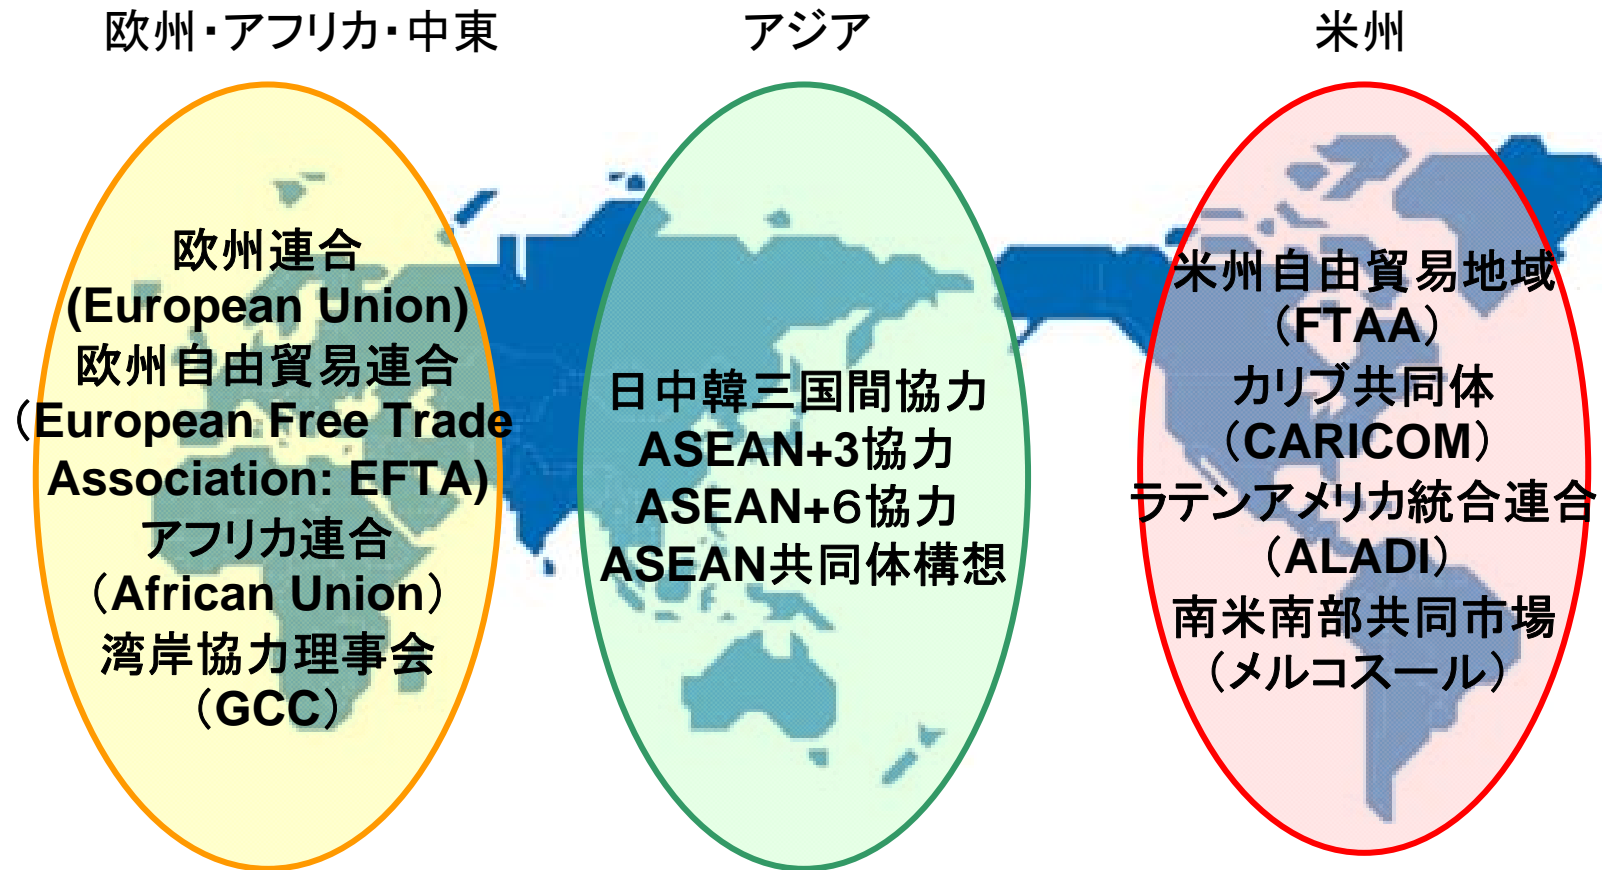 欧州・アフリカ・中東
アジア
米州
欧州連合
(European Union)
欧州自由貿易連合
（European Free Trade
Association: EFTA)
アフリカ連合
（African Union）
湾岸協力理事会
（GCC）
日中韓三国間協力
ASEAN+3協力
ASEAN+６協力
ASEAN共同体構想
米州自由貿易地域
（FTAA）
カリブ共同体
（CARICOM）
ラテンアメリカ統合連合
（ALADI）
南米南部共同市場
（メルコスール）